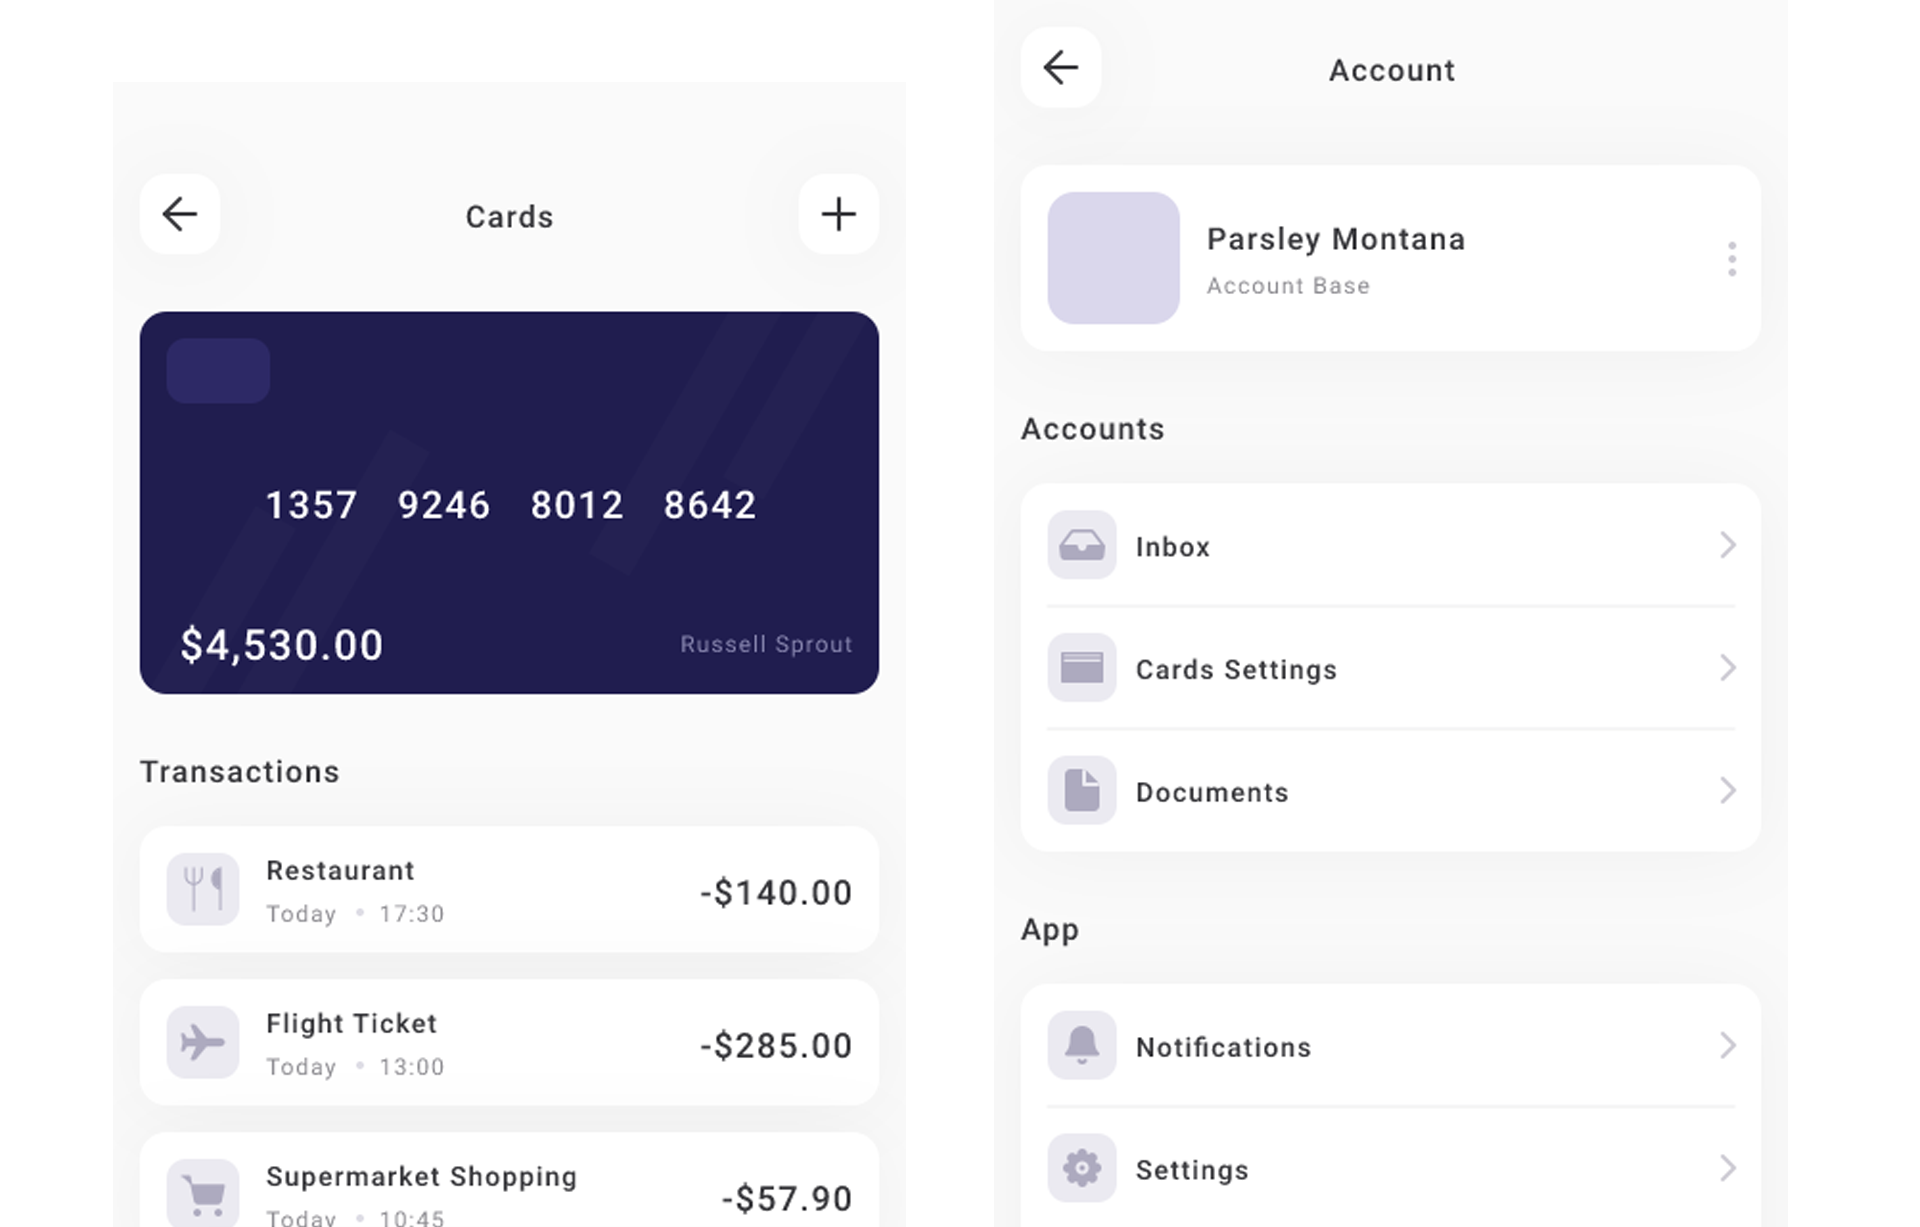 Cards
1357 9246 8012 8642
$4,530.00
Russell Sprout
Transactions
Restaurant
Today • 17:30
-$140.00
Flight Ticket
Today • 13:00
-$285.00
Supermarket Shopping
Today • 10:45
-$57.90
Account
Parsley Montana
Account Base
Accounts
Inbox
Cards Settings
Documents
App
Notifications
Settings